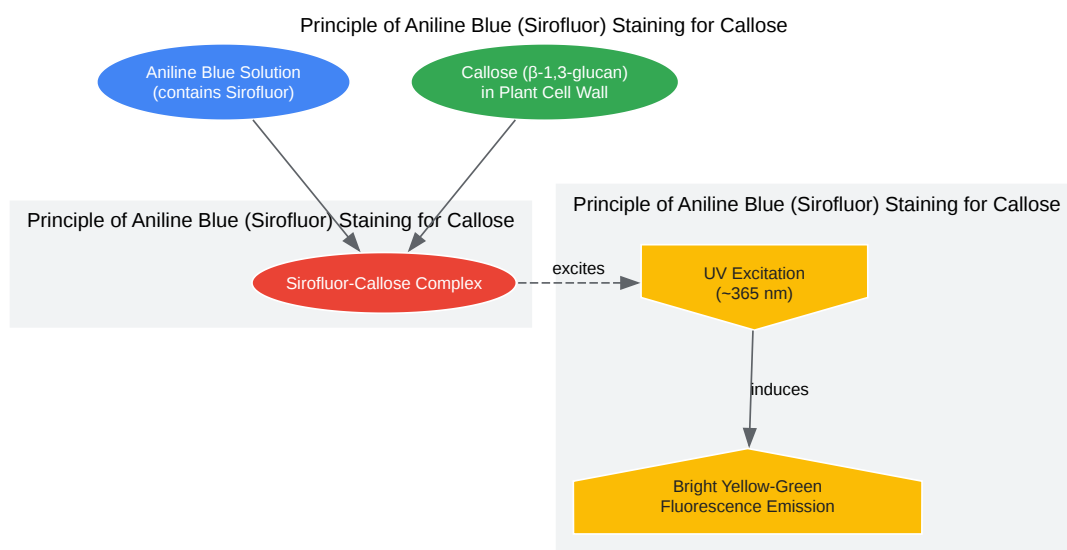 Principle of Aniline Blue (Sirofluor) Staining for Callose
Aniline Blue Solution
(contains Sirofluor)
Callose (β-1,3-glucan)
in Plant Cell Wall
Principle of Aniline Blue (Sirofluor) Staining for Callose
Principle of Aniline Blue (Sirofluor) Staining for Callose
Sirofluor-Callose Complex
excites
UV Excitation
(~365 nm)
induces
Bright Yellow-Green
Fluorescence Emission